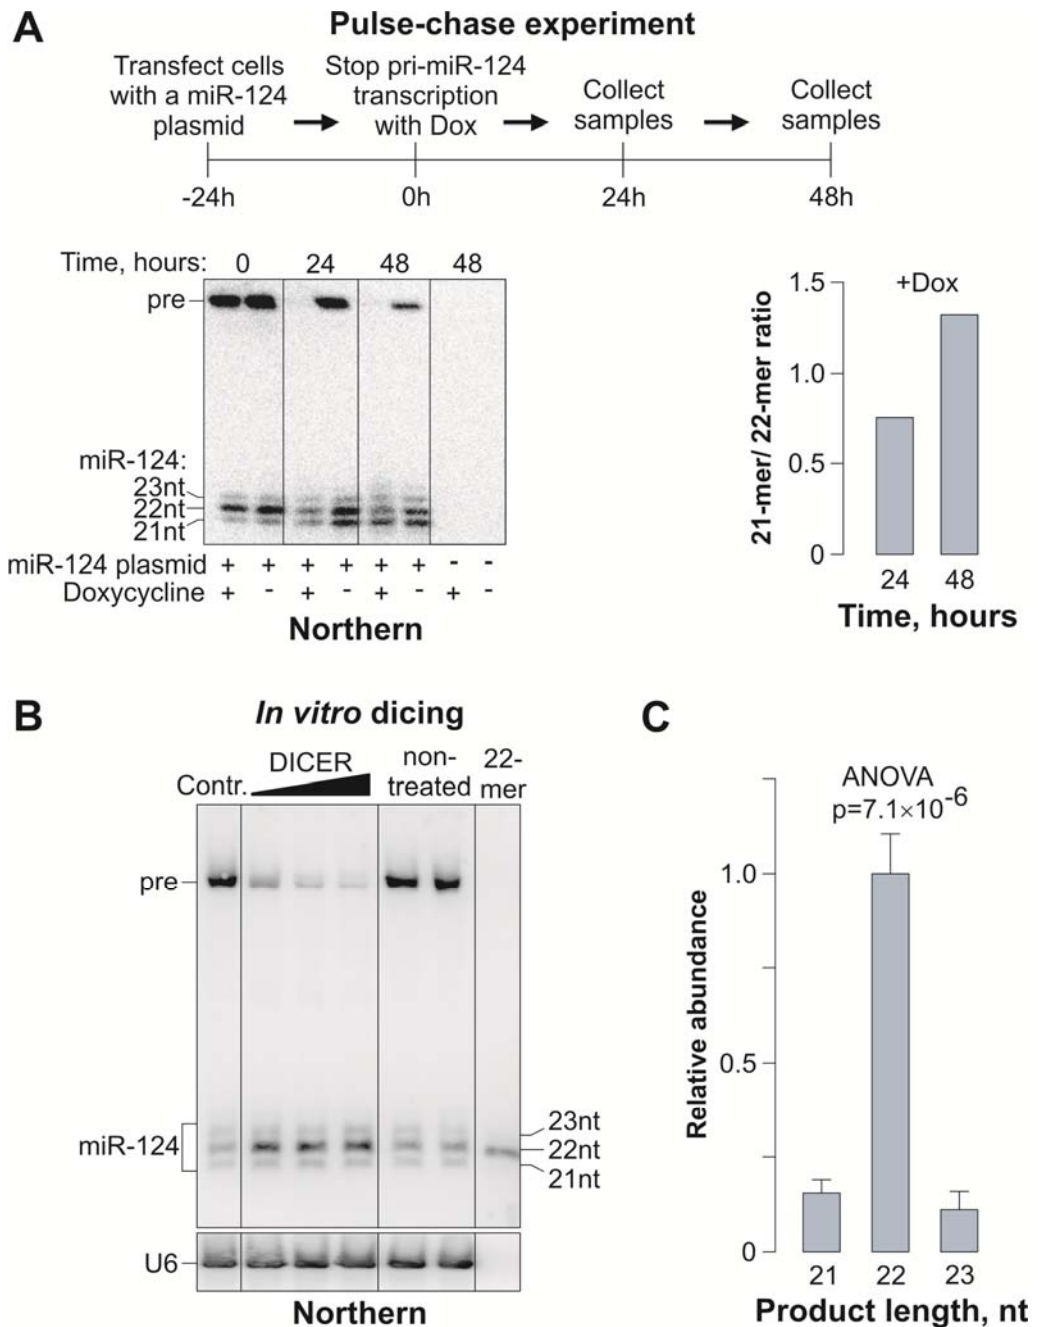 A
Pulse-chase experiment
Transfect cells
with a miR-124
plasmid
Stop pri-miR-124
transcription
with Dox
Collect
samples
Collect
samples
-24h 0h 24h 48h
Time, hours: 0 24 48 48
pre
miR-124:
23nt
22nt
21nt
miR-124 plasmid + + + + + + - -
Doxycycline + - + - + - + -
Northern
21-mer/ 22-mer ratio
1.5
1.0
0.5
0
+Dox
24 48
Time, hours
B
In vitro dicing
Contr.
DICER
non-
treated
22-
mer
pre
miR-124
23nt
22nt
21nt
U6
Northern
C
ANOVA
p=7.1×10-6
Relative abundance
1.0
0.5
0
21 22 23
Product length, nt